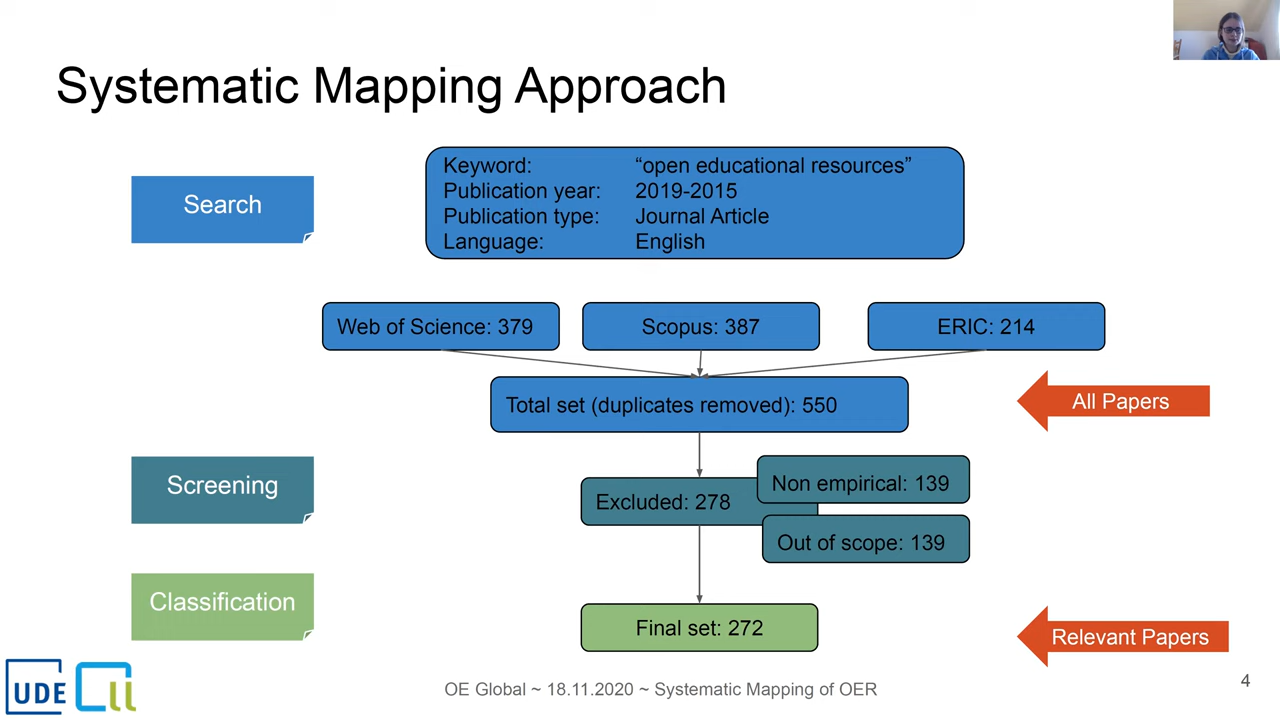 Systematic Mapping Approach
Search
Keyword: “open educational resources”
Publication year: 2019-2015
Publication type: Journal Article
Language: English
Web of Science: 379
Scopus: 387
ERIC: 214
Total set (duplicates removed): 550
All Papers
Screening
Excluded: 278
Non empirical: 139
Out of scope: 139
Classification
Final set: 272
Relevant Papers
UDE
OE Global ~ 18.11.2020 ~ Systematic Mapping of OER
4